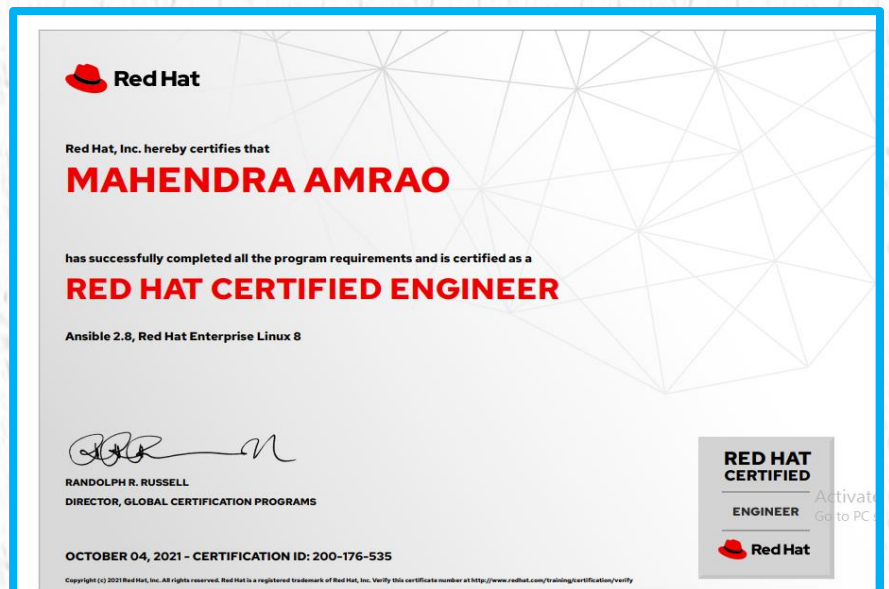 Red Hat
Red Hat, Inc. hereby certifies that
MAHENDRA AMRAO
has successfully completed all the program requirements and is certified as a
RED HAT CERTIFIED ENGINEER
Ansible 2.8, Red Hat Enterprise Linux 8
RANDOLPH R. RUSSELL
DIRECTOR, GLOBAL CERTIFICATION PROGRAMS
OCTOBER 04, 2021 - CERTIFICATION ID: 200-176-535
Copyright (c) 2021 Red Hat, Inc. All rights reserved. Red Hat is a registered trademark of Red Hat, Inc. Verify this certificate number at http://www.redhat.com/training/certification/verify
RED HAT
CERTIFIED
ENGINEER
Red Hat
Activate
Go to PC s